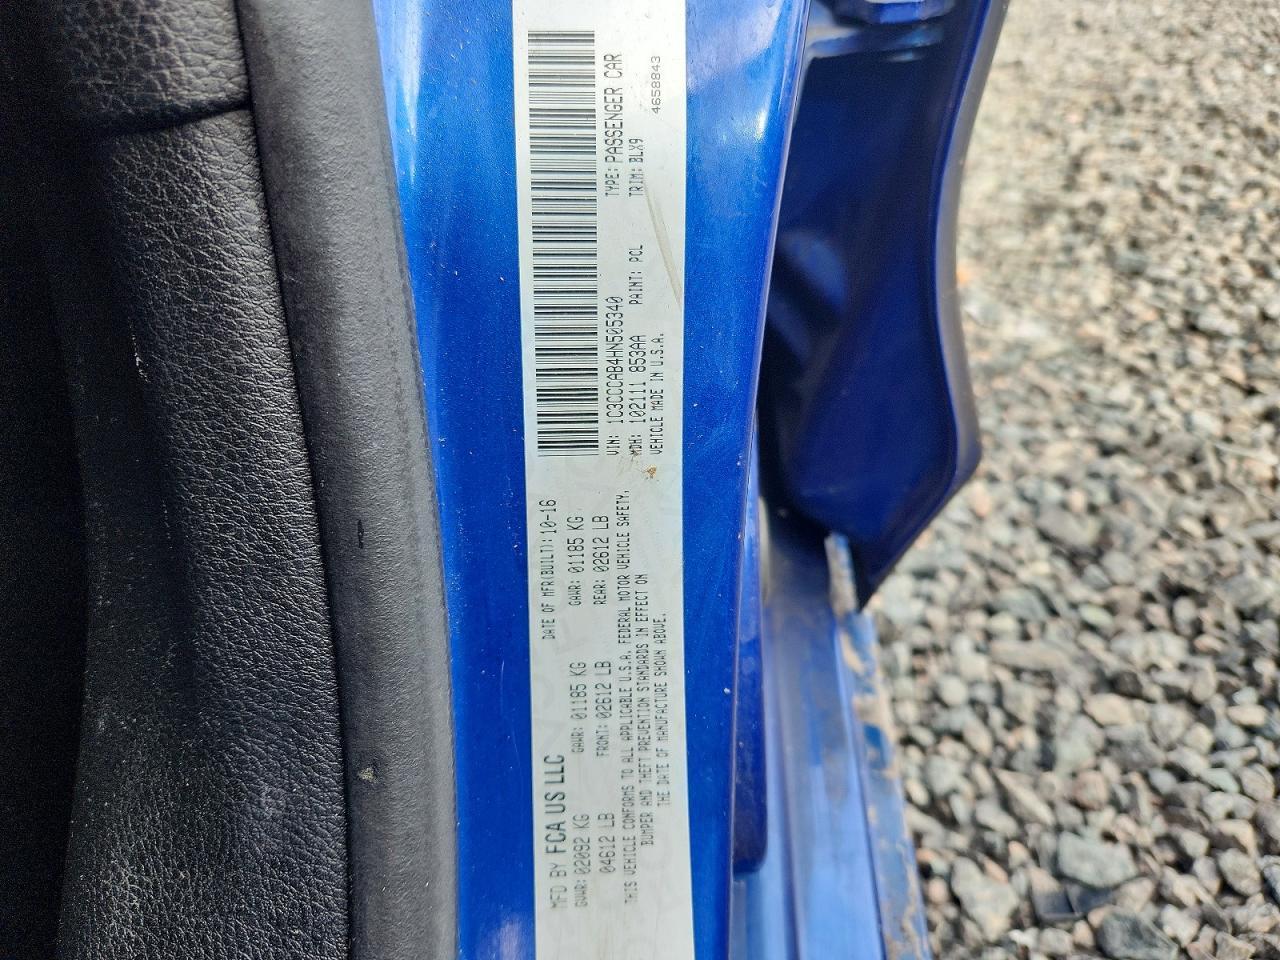 MFD BY FCA US LLC DATE OF MFR(BUILT): 10-16
GVWR: 02092 KG GAWR: 01185 KG GAWR: 01185 KG
04612 LB FRONT: 02612 LB REAR: 02612 LB
THIS VEHICLE CONFORMS TO ALL APPLICABLE U.S.A. FEDERAL MOTOR VEHICLE SAFETY,
BUMPER AND THEFT PREVENTION STANDARDS IN EFFECT ON
THE DATE OF MANUFACTURE SHOWN ABOVE.
VIN: 1C3CCCAB4HN505340 TYPE: PASSENGER CAR
MDH: 102111 853AA PAINT: PCL TRIM: BLX9
VEHICLE MADE IN U.S.A. 4658843